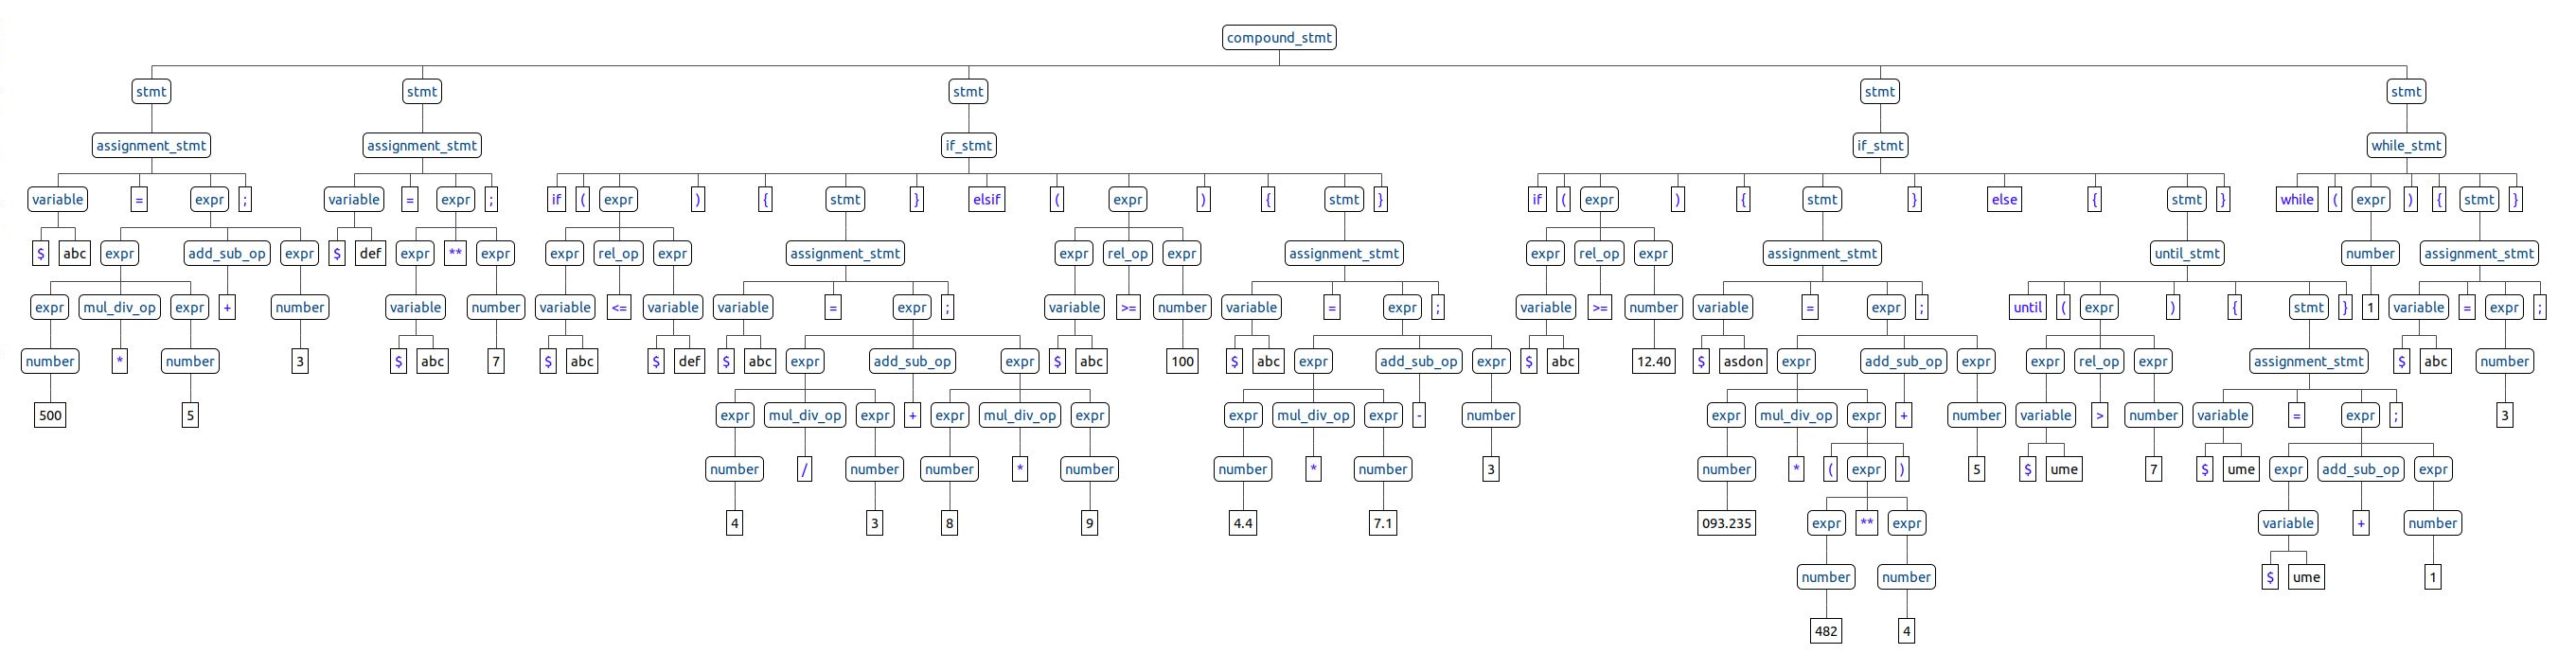 compound_stmt
stmt stmt stmt stmt stmt
assignment_stmt assignment_stmt if_stmt if_stmt while_stmt
variable = expr ; variable = expr ; if ( expr ) { stmt } elsif ( expr ) { stmt } if ( expr ) { stmt } else { stmt } while ( expr ) { stmt }
$ abc expr add_sub_op expr $ def expr ** expr expr rel_op expr assignment_stmt expr rel_op expr assignment_stmt expr rel_op expr assignment_stmt until_stmt number assignment_stmt
expr mul_div_op expr + number variable number variable <= variable variable = expr ; variable >= number variable = expr ; variable >= number variable = expr ; until ( expr ) { stmt } 1 variable = expr ;
number * number 3 $ abc 7 $ abc $ def $ abc expr add_sub_op expr $ abc 100 $ abc expr add_sub_op expr $ abc 12.40 $ asdon expr add_sub_op expr expr rel_op expr assignment_stmt $ abc number
500 5 expr mul_div_op expr + expr mul_div_op expr expr mul_div_op expr - number expr mul_div_op expr + number variable > number variable = expr ; 3
number / number number * number number * number 3 number * ( expr ) 5 $ ume 7 $ ume expr add_sub_op expr
4 3 8 9 4.4 7.1 093.235 expr ** expr variable + number
number number $ ume 1
482 4